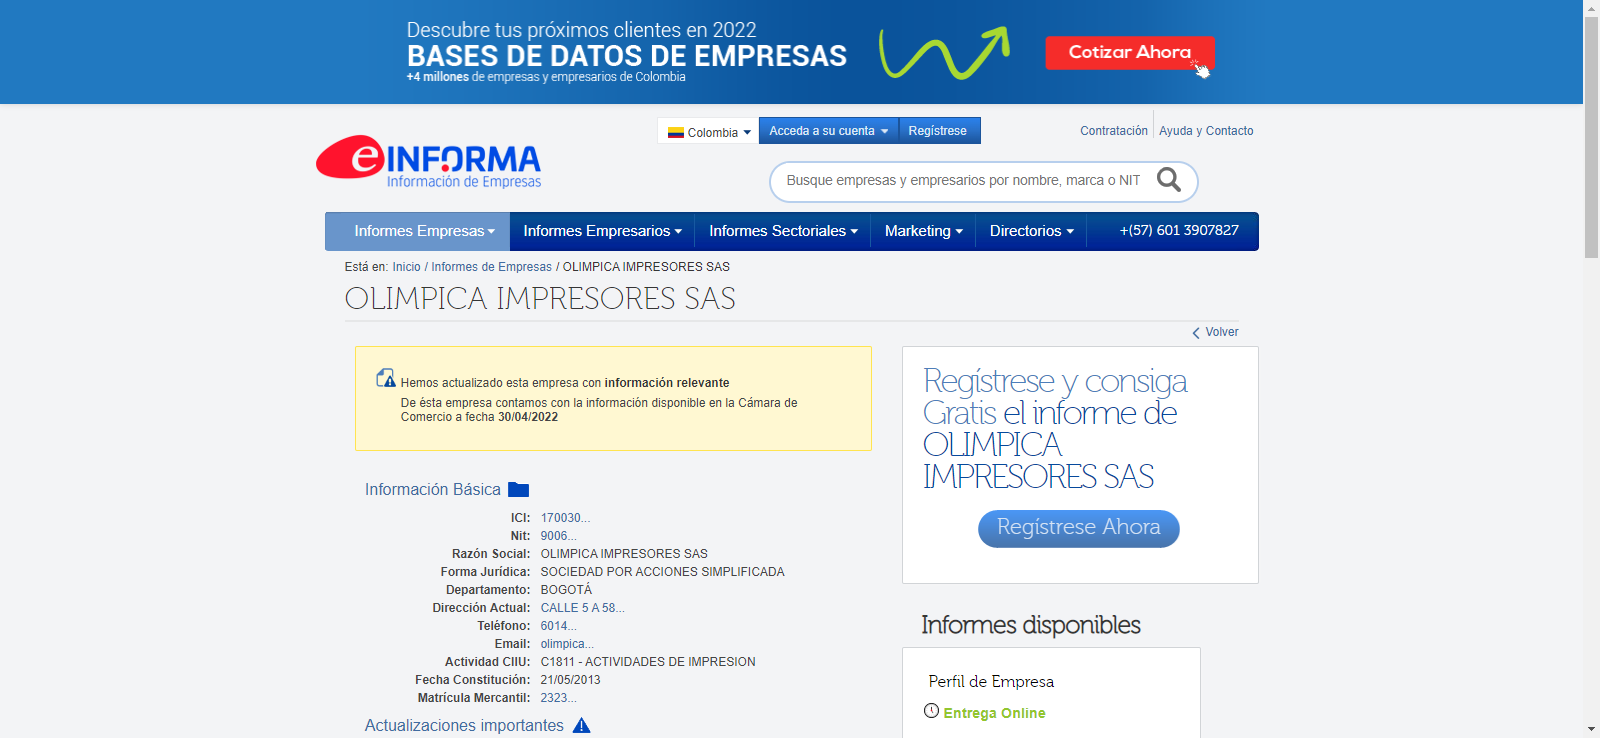 Descubre tus próximos clientes en 2022
BASES DE DATOS DE EMPRESAS
+4 millones de empresas y empresarios de Colombia
Cotizar Ahora
Colombia
Acceda a su cuenta
Regístrese
Contratación
Ayuda y Contacto
eINFORMA
Información de Empresas
Busque empresas y empresarios por nombre, marca o NIT
Informes Empresas
Informes Empresarios
Informes Sectoriales
Marketing
Directorios
+(57) 601 3907827
Está en: Inicio / Informes de Empresas / OLIMPICA IMPRESORES SAS
OLIMPICA IMPRESORES SAS
Volver
Hemos actualizado esta empresa con información relevante
De ésta empresa contamos con la información disponible en la Cámara de
Comercio a fecha 30/04/2022
Información Básica
ICI: 170030...
Nit: 9006...
Razón Social: OLIMPICA IMPRESORES SAS
Forma Jurídica: SOCIEDAD POR ACCIONES SIMPLIFICADA
Departamento: BOGOTÁ
Dirección Actual: CALLE 5 A 58...
Teléfono: 6014...
Email: olimpica...
Actividad CIIU: C1811 - ACTIVIDADES DE IMPRESION
Fecha Constitución: 21/05/2013
Matrícula Mercantil: 2323...
Actualizaciones importantes
Regístrese y consiga
Gratis el informe de
OLIMPICA
IMPRESORES SAS
Regístrese Ahora
Informes disponibles
Perfil de Empresa
Entrega Online